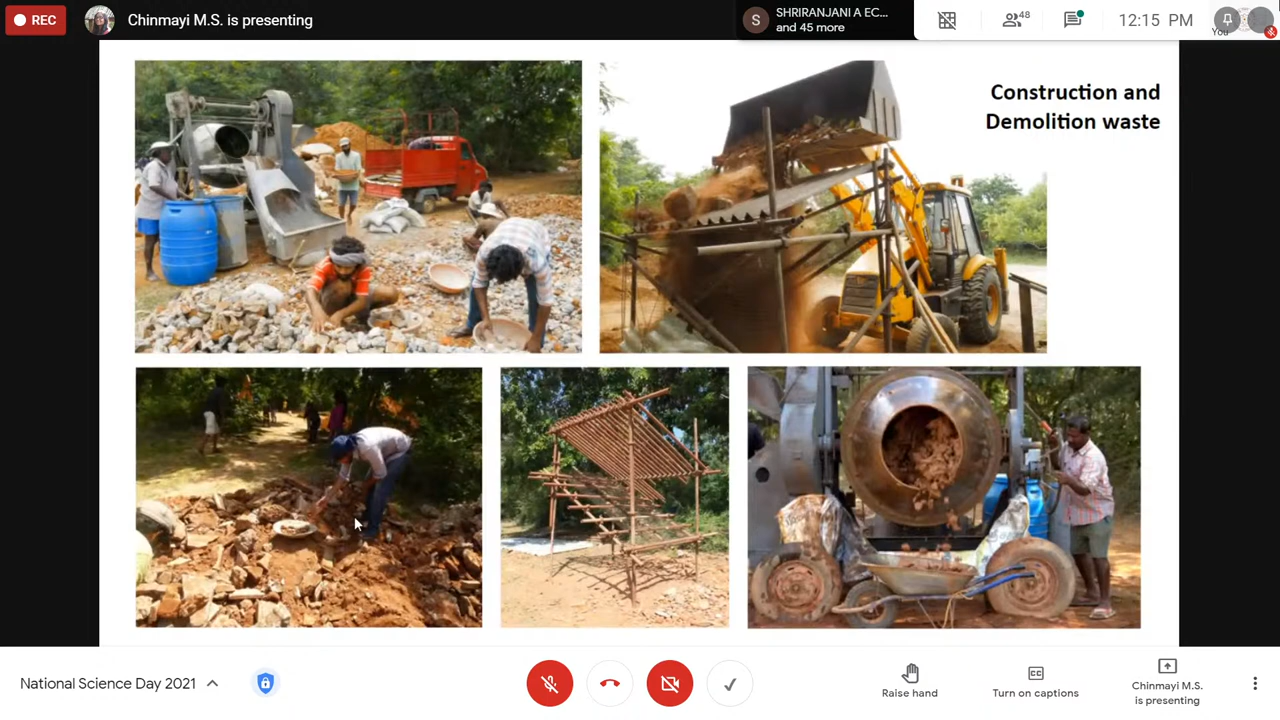 REC
Chinmayi M.S. is presenting
SHRIRANJANI A EC...
and 45 more
S
48
12:15 PM
You
Construction and
Demolition waste
National Science Day 2021
Raise hand
CC
Turn on captions
Chinmayi M.S.
is presenting